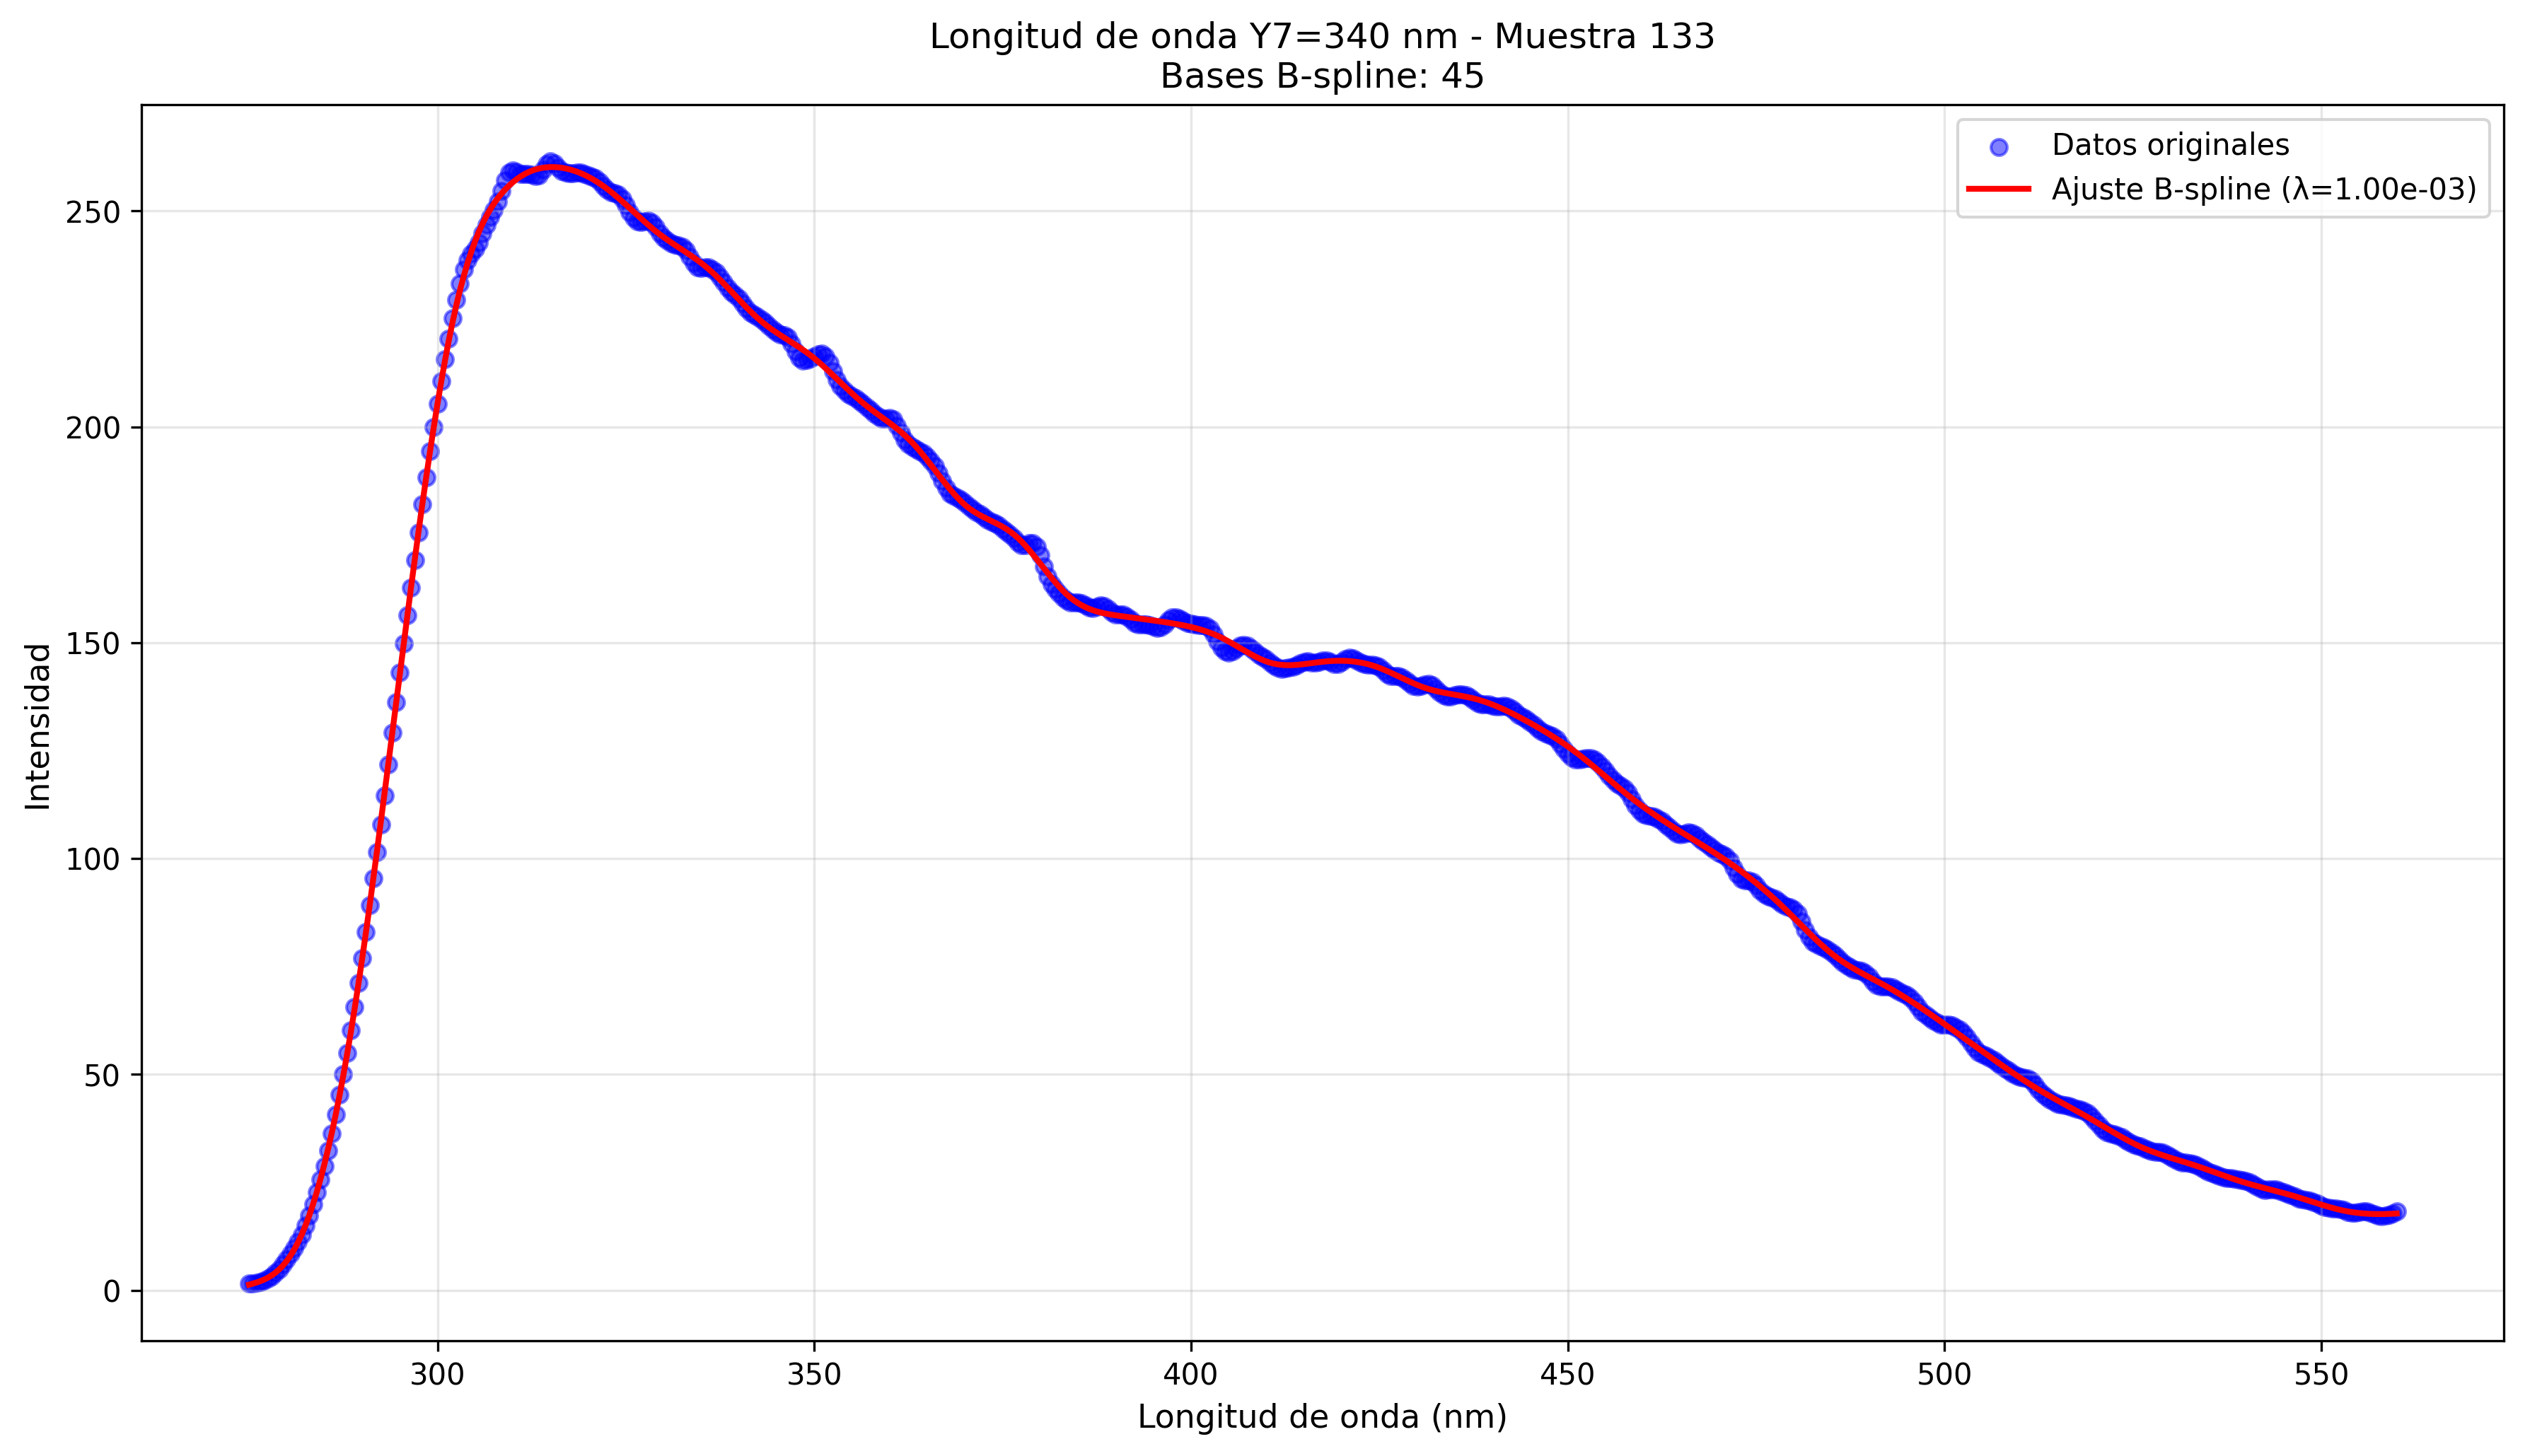 Longitud de onda Y7=340 nm - Muestra 133
Bases B-spline: 45
Datos originales
Ajuste B-spline (λ=1.00e-03)
Intensidad
250
200
150
100
50
0
300
350
400
450
500
550
Longitud de onda (nm)